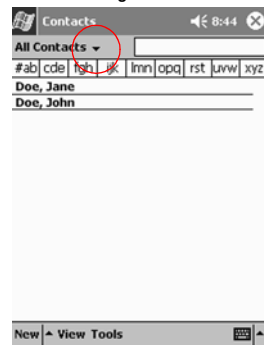 Contacts 8:44
All Contacts
#ab cde fgh ijk lmn opq rst uvw xyz
Doe, Jane
Doe, John
New View Tools